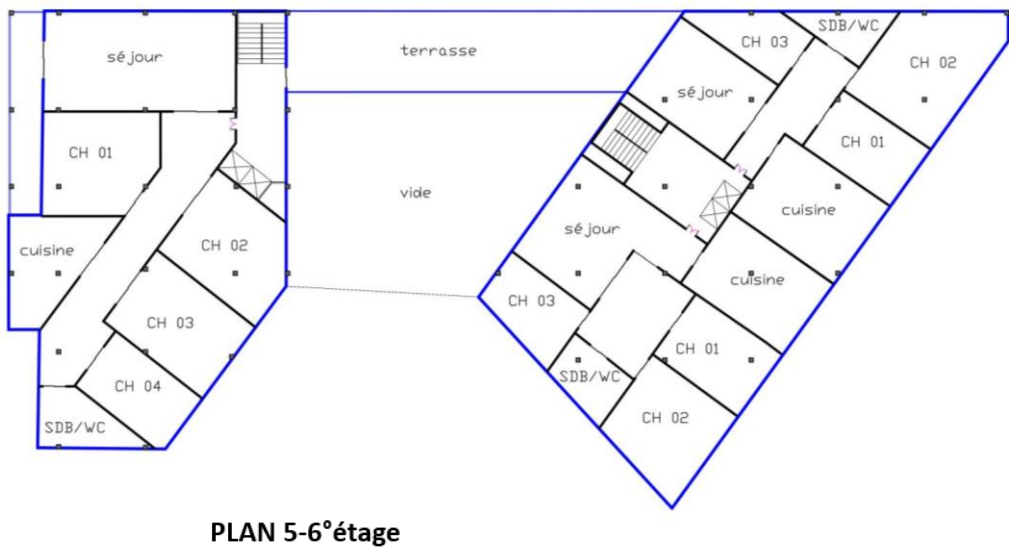 séjour
terrasse
CH 01
vide
cuisine
CH 02
CH 03
CH 04
SDB/WC
CH 03
SDB/WC
CH 02
séjour
CH 01
cuisine
séjour
cuisine
CH 03
CH 01
SDB/WC
CH 02
PLAN 5-6°étage